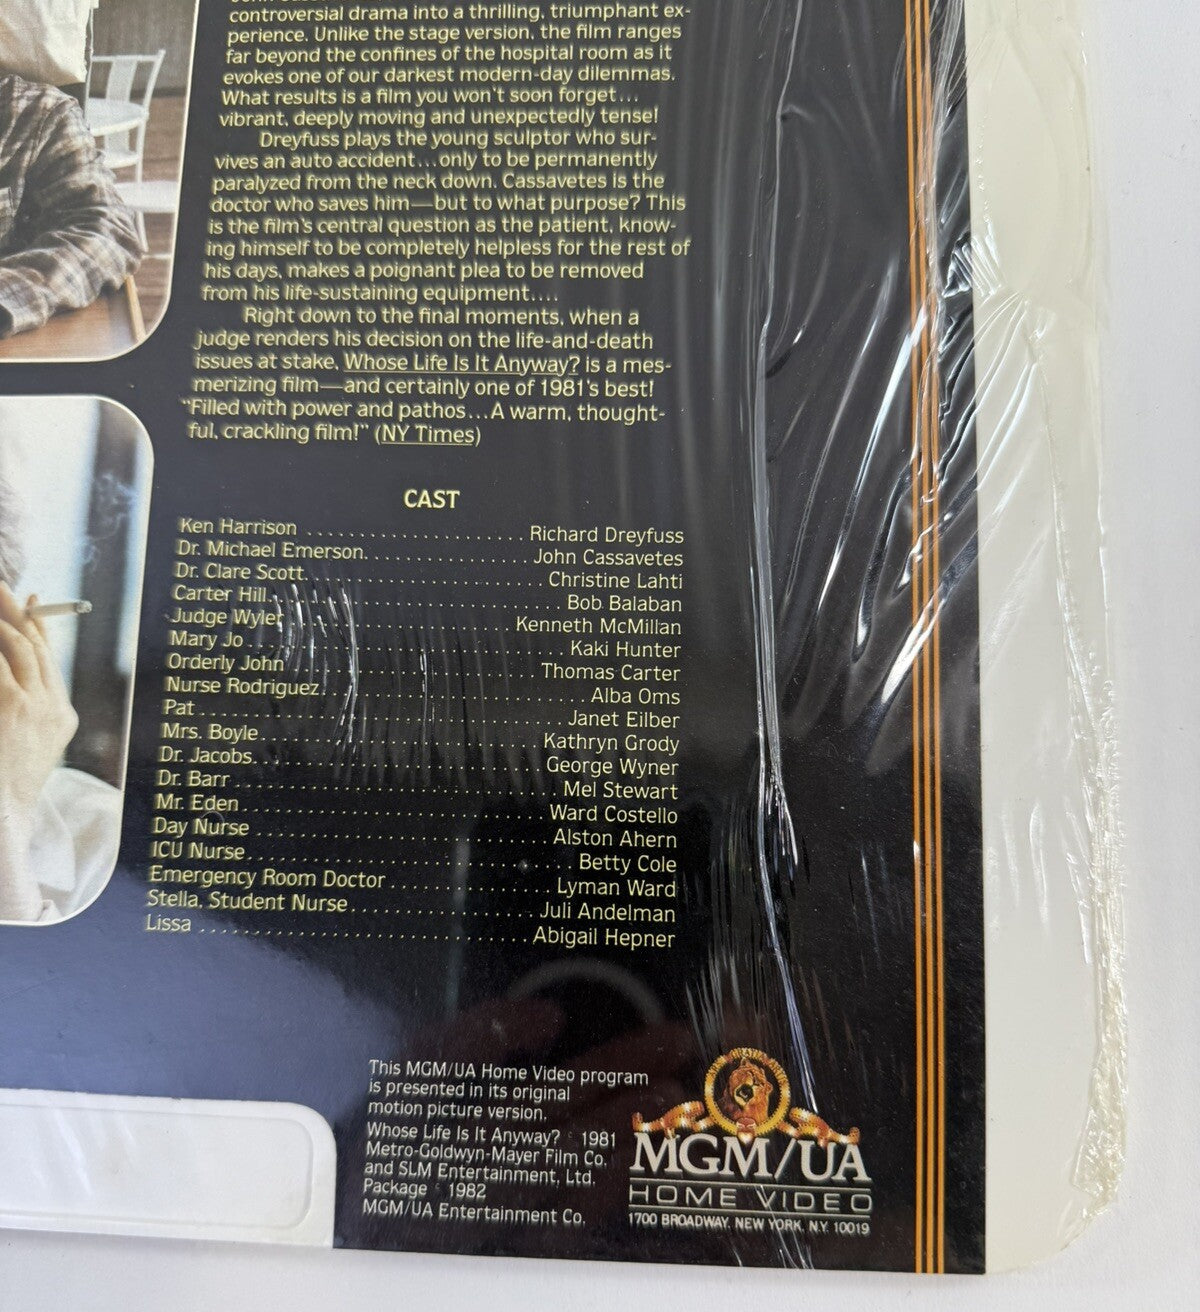 controversial drama into a thrilling, triumphant ex-
perience. Unlike the stage version, the film ranges
far beyond the confines of the hospital room as it
evokes one of our darkest modern-day dilemmas.
What results is a film you won't soon forget...
vibrant, deeply moving and unexpectedly tense!
Dreyfuss plays the young sculptor who sur-
vives an auto accident...only to be permanently
paralyzed from the neck down. Cassavetes is the
doctor who saves him—but to what purpose? This
is the film's central question as the patient, know-
ing himself to be completely helpless for the rest of
his days, makes a poignant plea to be removed
from his life-sustaining equipment....
Right down to the final moments, when a
judge renders his decision on the life-and-death
issues at stake, Whose Life Is It Anyway? is a mes-
merizing film—and certainly one of 1981's best!
"Filled with power and pathos...A warm, thought-
ful, crackling film!" (NY Times)
CAST
Ken Harrison ........................ Richard Dreyfuss
Dr. Michael Emerson .................. John Cassavetes
Dr. Clare Scott ........................ Christine Lahti
Carter Hill ............................ Bob Balaban
Judge Wyler ........................ Kenneth McMillan
Mary Jo ............................... Kaki Hunter
Orderly John ......................... Thomas Carter
Nurse Rodriguez ........................ Alba Oms
Pat .................................. Janet Eilber
Mrs. Boyle .......................... Kathryn Grody
Dr. Jacobs .......................... George Wyner
Dr. Barr ............................. Mel Stewart
Mr. Eden ........................... Ward Costello
Day Nurse .......................... Alston Ahern
ICU Nurse ............................ Betty Cole
Emergency Room Doctor .............. Lyman Ward
Stella, Student Nurse ................ Juli Andelman
Lissa ............................. Abigail Hepner
This MGM/UA Home Video program
is presented in its original
motion picture version.
Whose Life Is It Anyway? © 1981
Metro-Goldwyn-Mayer Film Co.
and SLM Entertainment, Ltd.
Package © 1982
MGM/UA Entertainment Co.
MGM/UA
HOME VIDEO
1700 BROADWAY, NEW YORK, N.Y. 10019